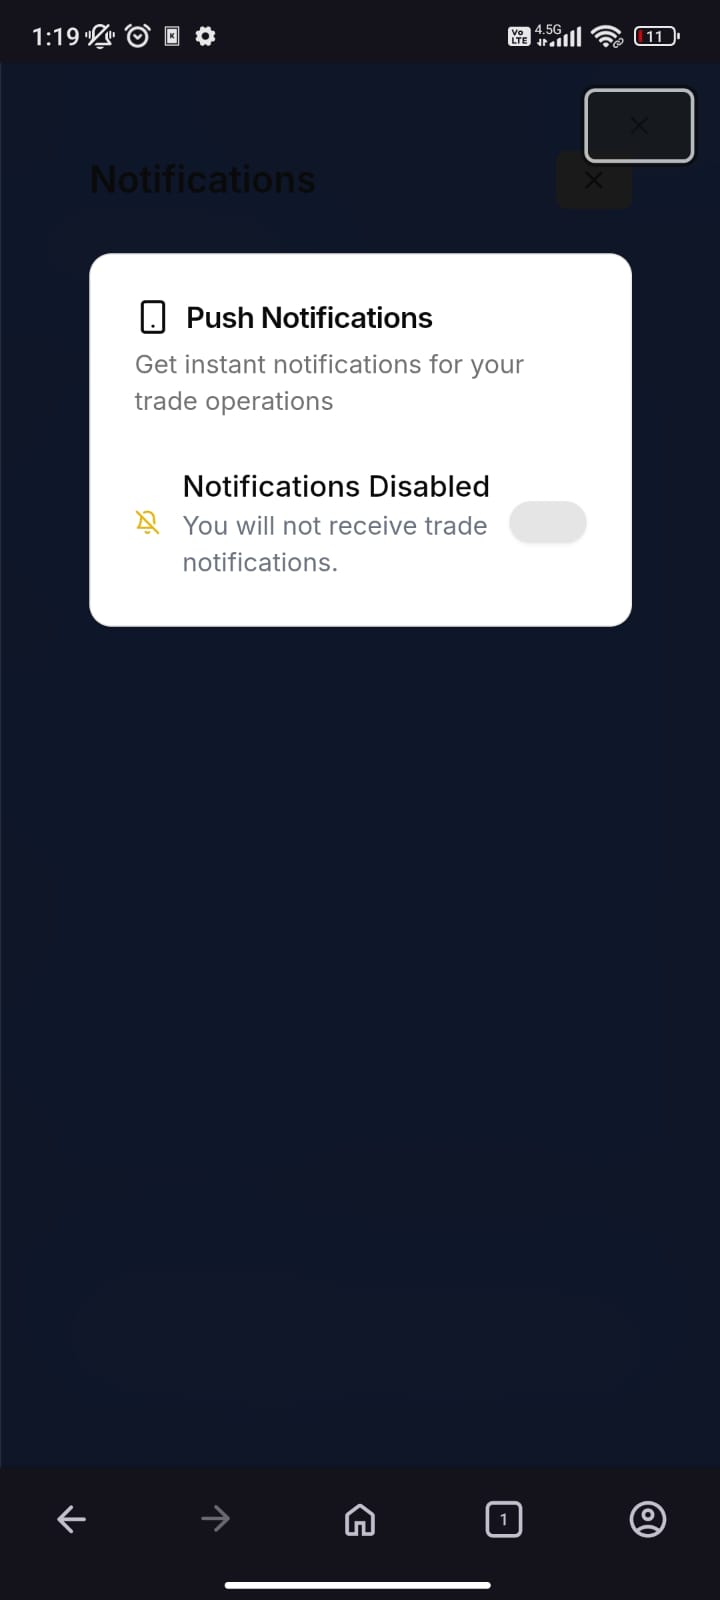 1:19
Vo LTE 4.5G 11
Notifications
Push Notifications
Get instant notifications for your
trade operations
Notifications Disabled
You will not receive trade
notifications.
1